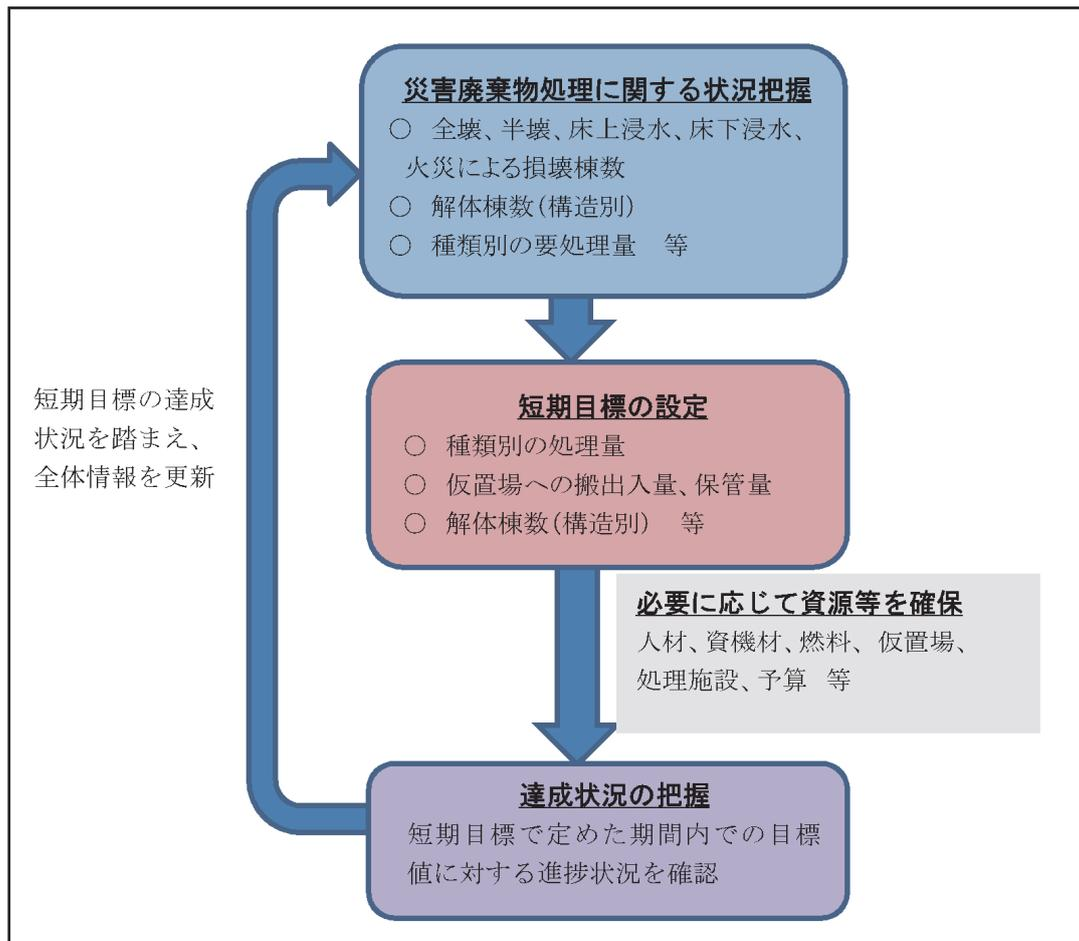 災害廃棄物処理に関する状況把握
○ 全壊、半壊、床上浸水、床下浸水、
火災による損壊棟数
○ 解体棟数(構造別)
○ 種類別の要処理量 等
短期目標の設定
○ 種類別の処理量
○ 仮置場への搬出入量、保管量
○ 解体棟数(構造別) 等
短期目標の達成
状況を踏まえ、
全体情報を更新
必要に応じて資源等を確保
人材、資機材、燃料、 仮置場、
処理施設、予算 等
達成状況の把握
短期目標で定めた期間内での目標
値に対する進捗状況を確認